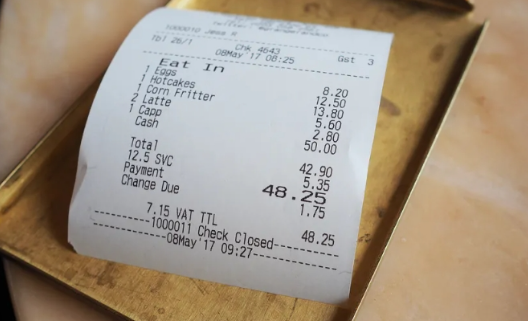 1000010 Jesa R
Tbl 26/1 Chk 4643 Gst 3
08May'17 08:25
Eat In
1 Eggs 8.20
1 Hotcakes 12.50
1 Corn Fritter 13.80
2 Latte 5.60
1 Capp 2.80
Cash 50.00
Total 42.90
12.5 SVC 5.35
Payment 48.25
Change Due 1.75
7.15 VAT TTL 48.25
1000011 Check Closed
08May'17 09:27